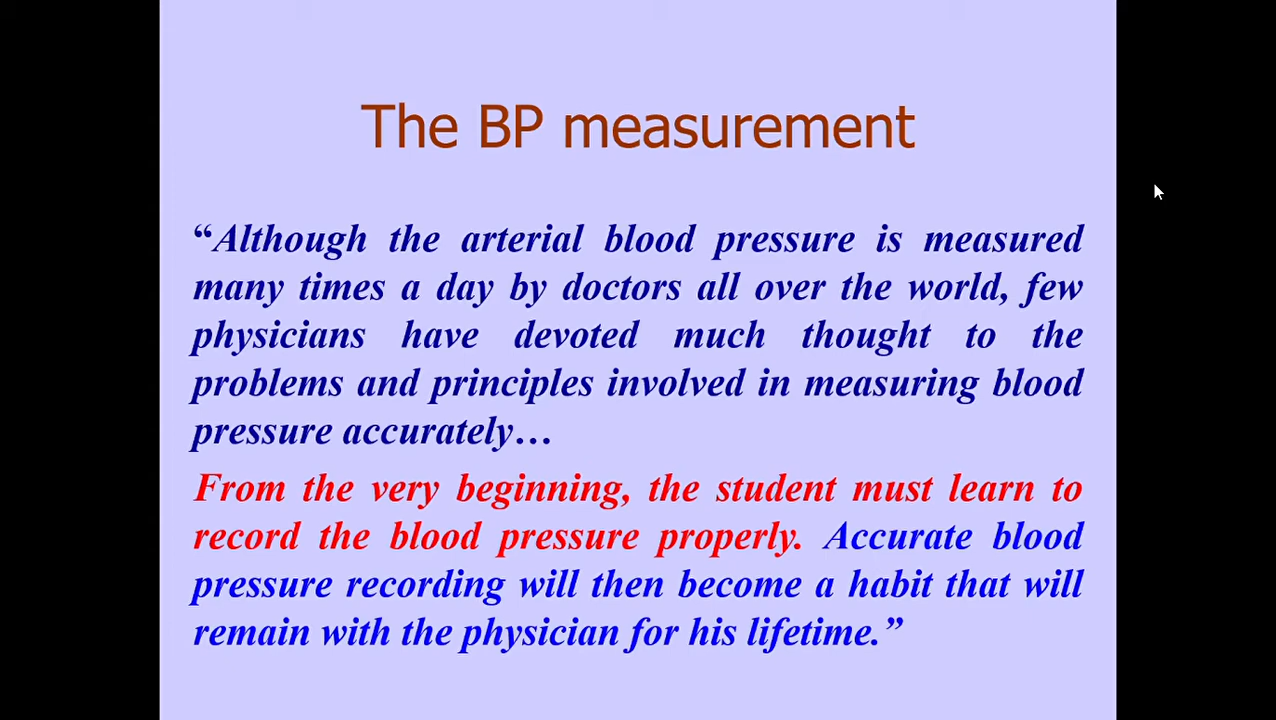 The BP measurement
“Although the arterial blood pressure is measured
many times a day by doctors all over the world, few
physicians have devoted much thought to the
problems and principles involved in measuring blood
pressure accurately…
From the very beginning, the student must learn to
record the blood pressure properly. Accurate blood
pressure recording will then become a habit that will
remain with the physician for his lifetime.”